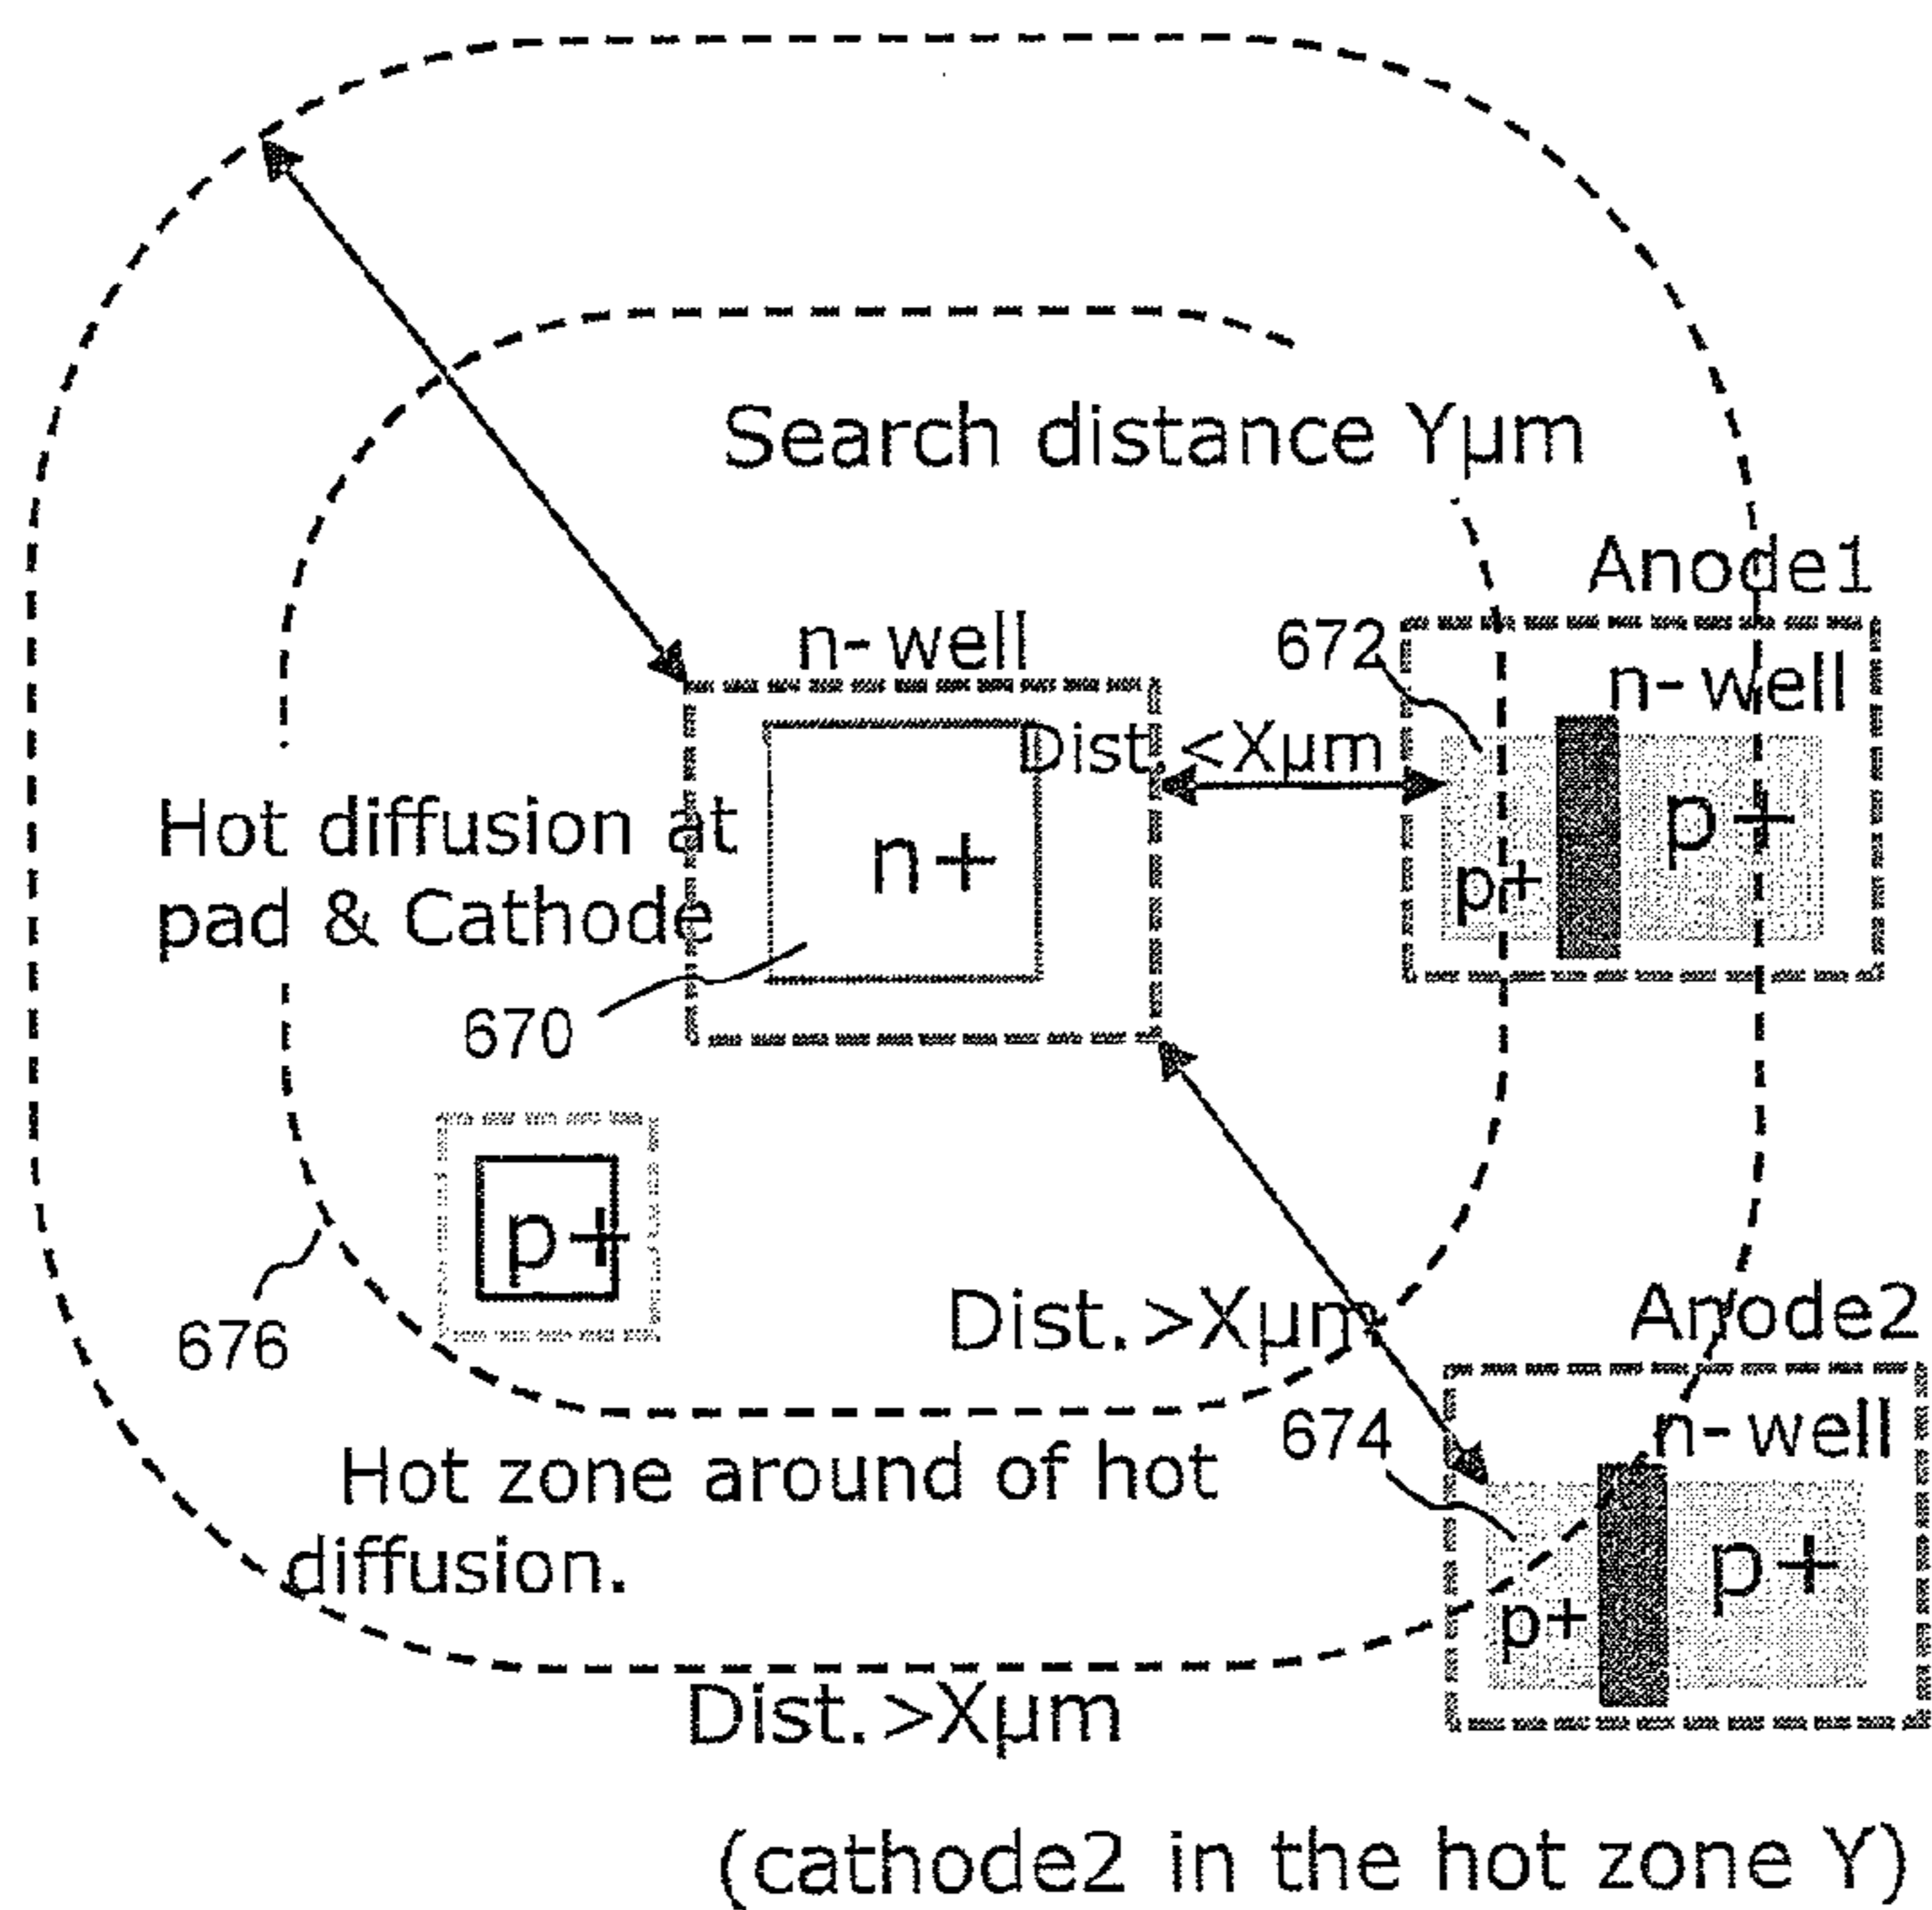 Search distance Yµm
Anode1
n-well
672
n-well
Dist.<Xµm
p+
p+
Hot diffusion at
pad & Cathode
n+
670
p+
676
Dist.>Xµm
Anode2
n-well
674
p+
p+
Hot zone around of hot
diffusion.
Dist.>Xµm
(cathode2 in the hot zone Y)